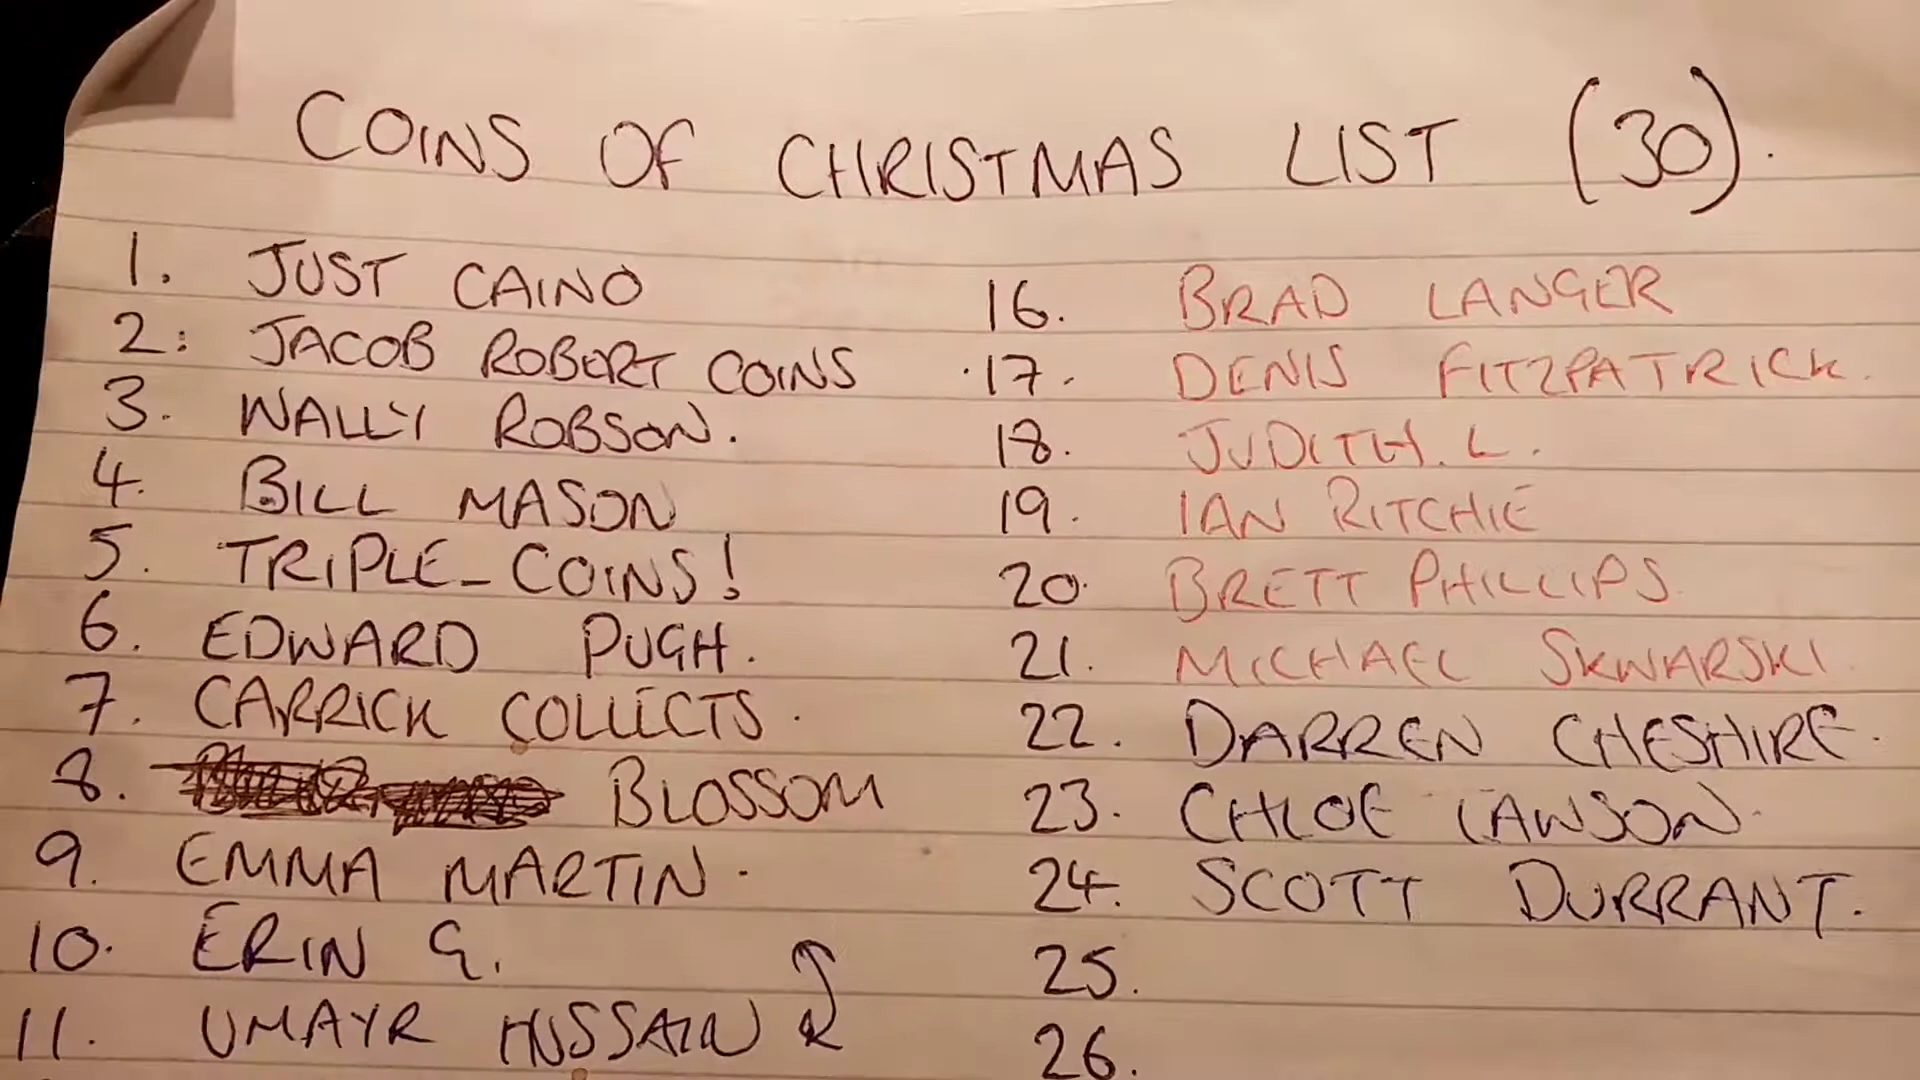 COINS OF CHRISTMAS LIST (30).
1. JUST CAINO
2: JACOB ROBERT COINS
3. WALLY ROBSON.
4. BILL MASON
5. TRIPLE_COINS!
6. EDWARD PUGH.
7. CARRICK COLLECTS.
8. BLOSSOM
9. EMMA MARTIN.
10. ERIN G.
11. UMAYR HUSSAIN
16. BRAD LANGER
17. DENIS FITZPATRICK.
18. JUDITH. L.
19. IAN RITCHIE
20. BRETT PHILLIPS.
21. MICHAEL SKWARSKI.
22. DARREN CHESHIRE.
23. CHLOE LAWSON.
24. SCOTT DURRANT.
25.
26.